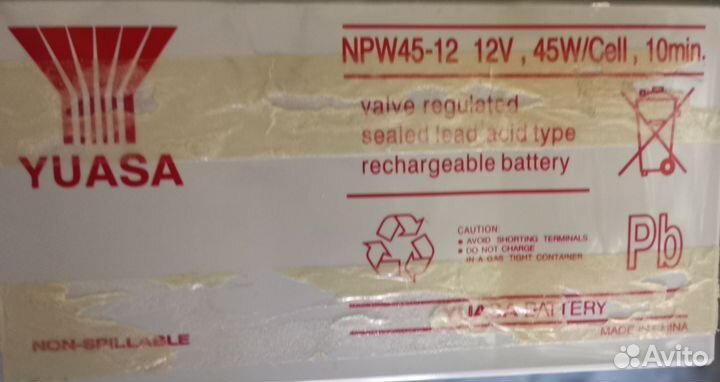 YUASA
NPW45-12 12V, 45W/Cell, 10min.
valve regulated
sealed lead acid type
rechargeable battery
CAUTION:
• AVOID SHORTING TERMINALS
• DO NOT CHARGE
IN A GAS TIGHT CONTAINER
Pb
YUASA BATTERY
MADE IN CHINA
NON-SPILLABLE
Avito